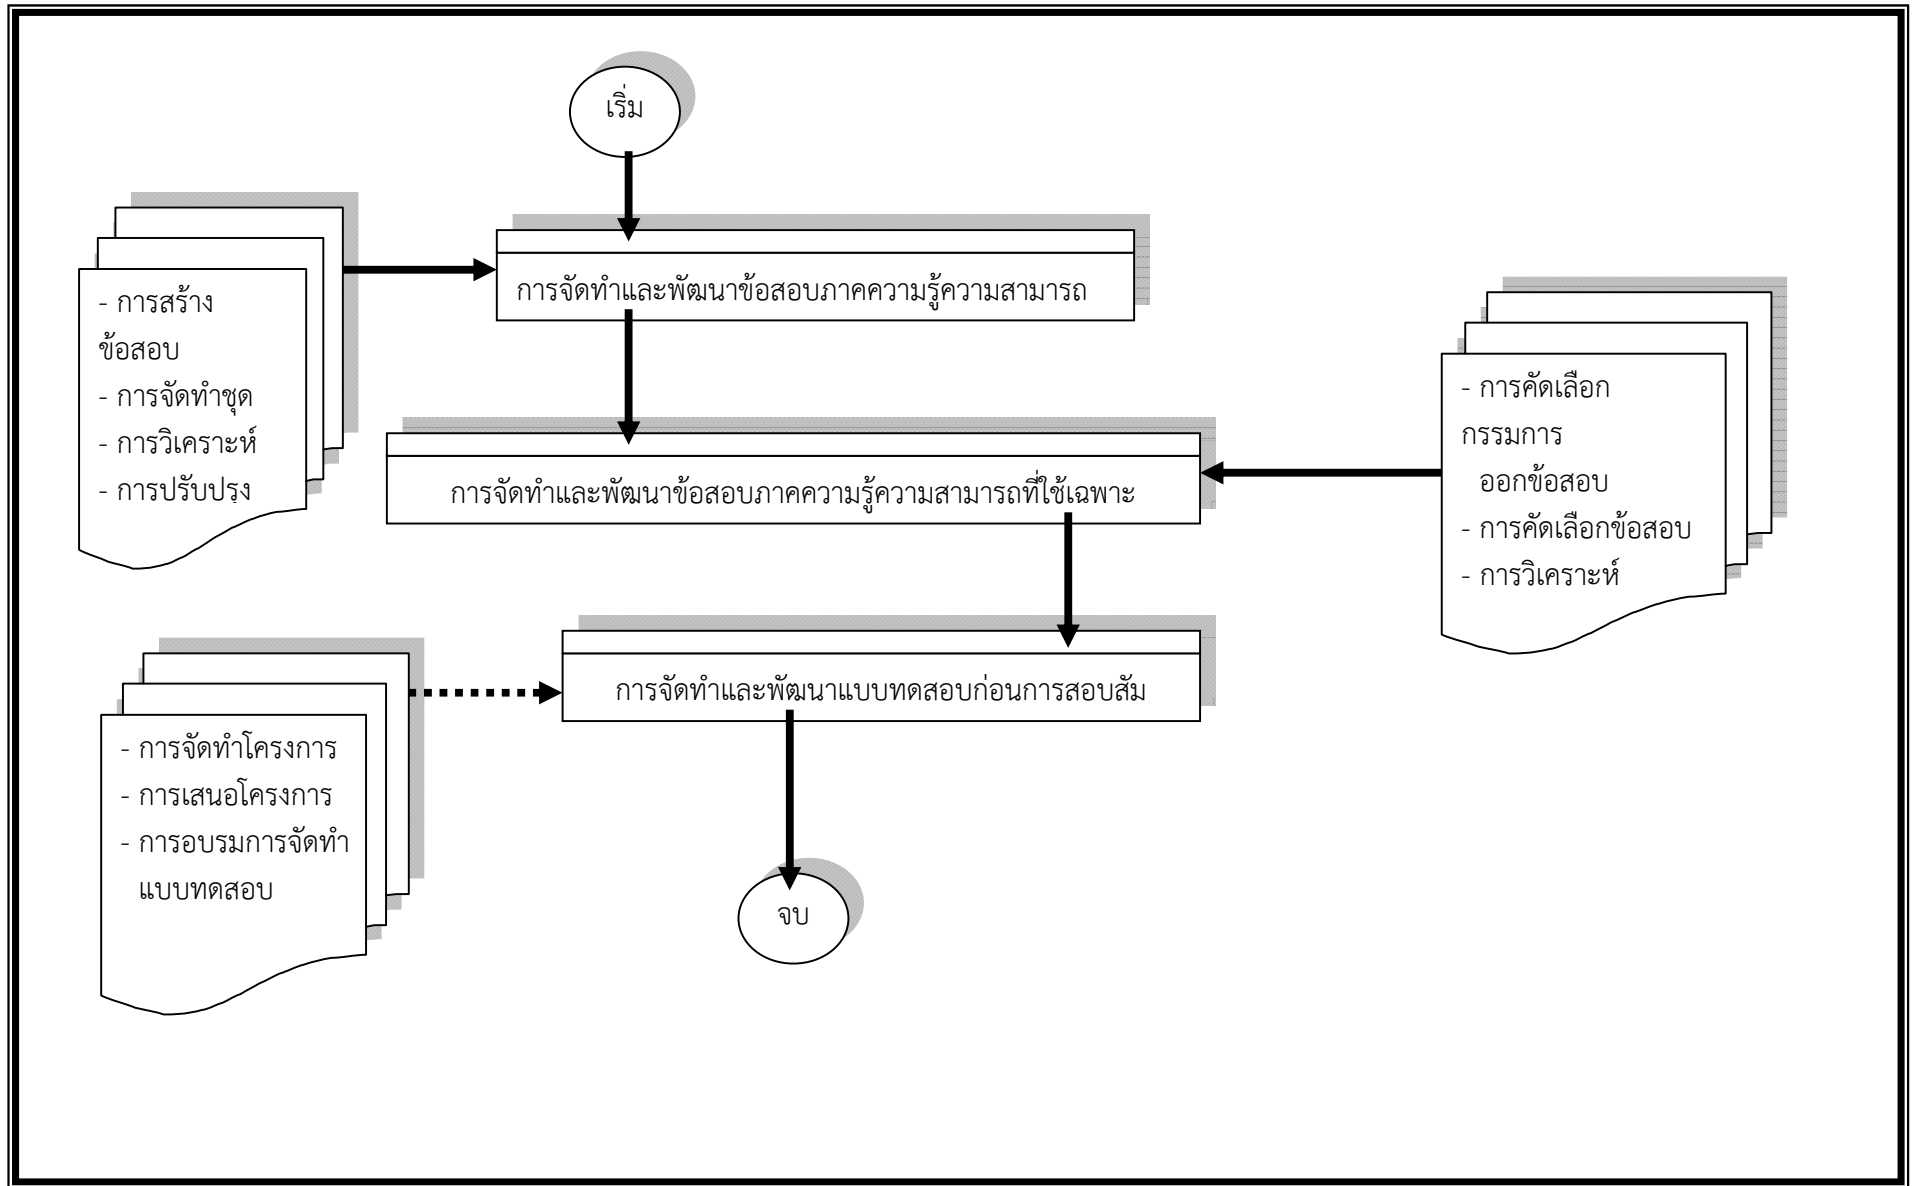 เริ่ม
การจัดทำและพัฒนาข้อสอบภาคความรู้ความสามารถ
- การสร้าง
ข้อสอบ
- การจัดทำชุด
- การวิเคราะห์
- การปรับปรุง
การจัดทำและพัฒนาข้อสอบภาคความรู้ความสามารถที่ใช้เฉพาะ
- การคัดเลือก
กรรมการ
ออกข้อสอบ
- การคัดเลือกข้อสอบ
- การวิเคราะห์
การจัดทำและพัฒนาแบบทดสอบก่อนการสอบสัม
- การจัดทำโครงการ
- การเสนอโครงการ
- การอบรมการจัดทำ
แบบทดสอบ
จบ